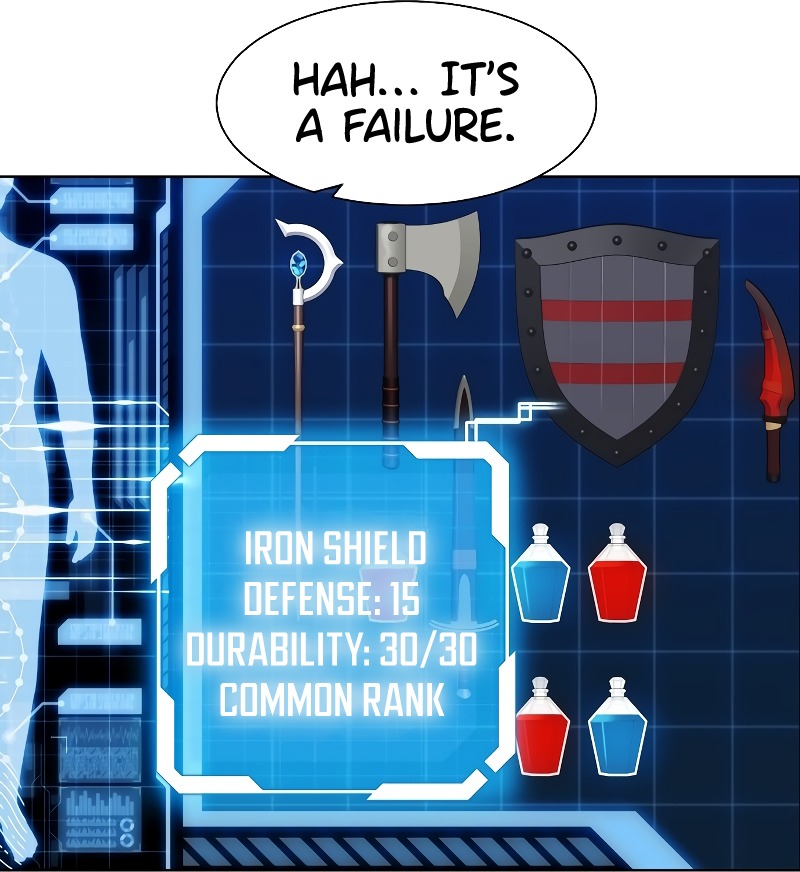 HAH... IT'S
A FAILURE.
IRON SHIELD
DEFENSE: 15
DURABILITY: 30/30
COMMON RANK